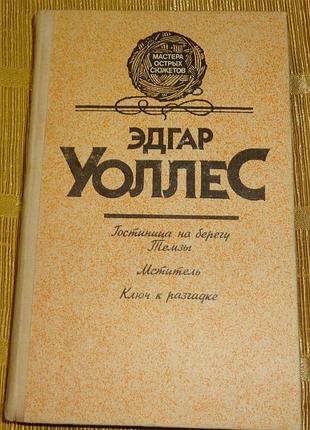 МАСТЕРА
ОСТРЫХ
СЮЖЕТОВ
ЭДГАР
УОЛЛЕС
Гостиница на берегу
Темзы
Мститель
Ключ к разгадке